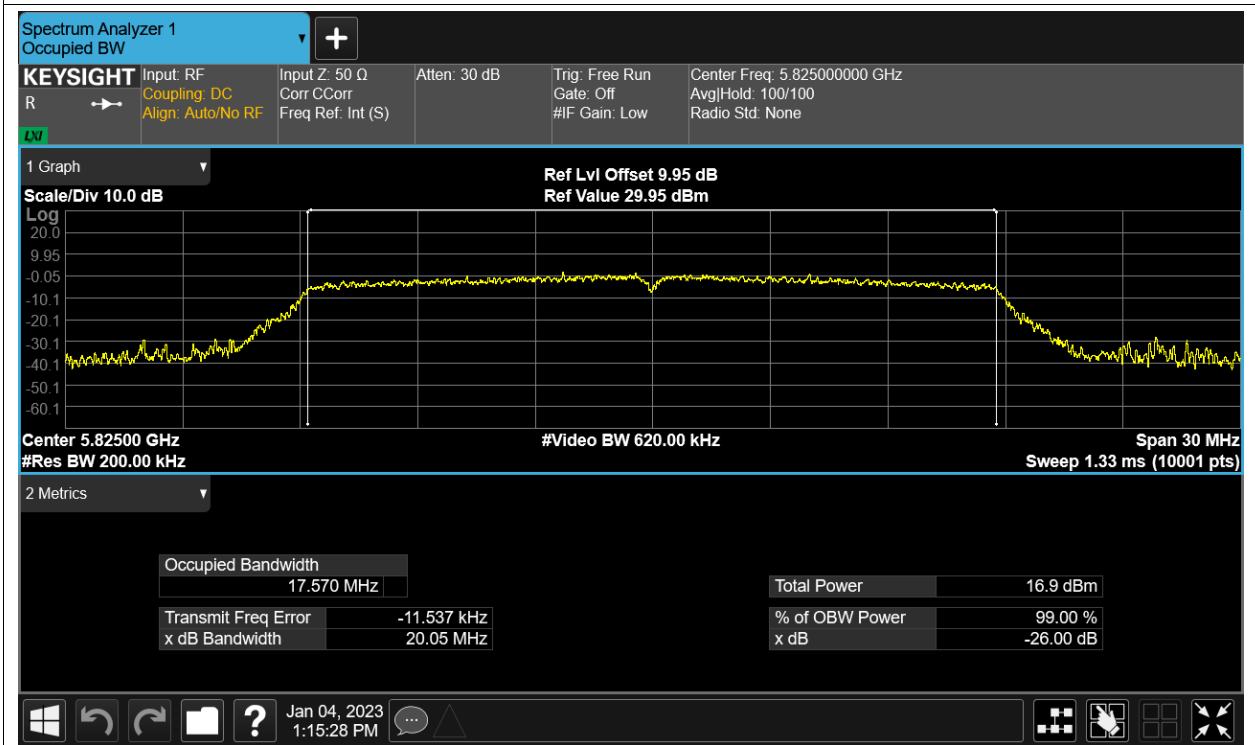 Spectrum Analyzer 1
Occupied BW
KEYSIGHT
R
LXI
Input: RF
Coupling: DC
Align: Auto/No RF
Input Z: 50 Ω
Corr CCorr
Freq Ref: Int (S)
Atten: 30 dB
Trig: Free Run
Gate: Off
#IF Gain: Low
Center Freq: 5.825000000 GHz
Avg|Hold: 100/100
Radio Std: None
1 Graph
Ref Lvl Offset 9.95 dB
Scale/Div 10.0 dB
Ref Value 29.95 dBm
Log
20.0
9.95
-0.05
-10.1
-20.1
-30.1
-40.1
-50.1
-60.1
Center 5.82500 GHz
#Video BW 620.00 kHz
Span 30 MHz
#Res BW 200.00 kHz
Sweep 1.33 ms (10001 pts)
2 Metrics
Occupied Bandwidth
17.570 MHz
Total Power 16.9 dBm
Transmit Freq Error -11.537 kHz
% of OBW Power 99.00 %
x dB Bandwidth 20.05 MHz
x dB -26.00 dB
?
Jan 04, 2023
1:15:28 PM